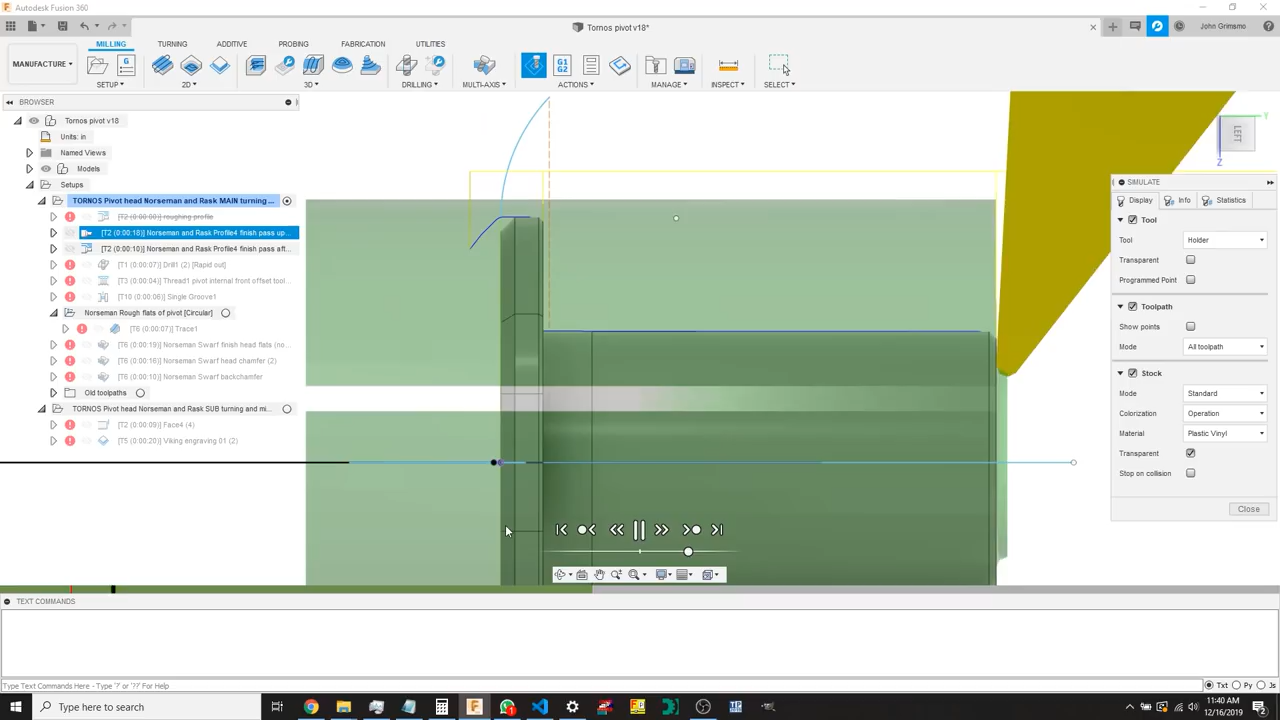 Autodesk Fusion 360
Tornos pivot v18*
John Grimsmo
MANUFACTURE
MILLING
TURNING
ADDITIVE
PROBING
FABRICATION
UTILITIES
SETUP
2D
3D
DRILLING
MULTI-AXIS
ACTIONS
MANAGE
INSPECT
SELECT
G1
G2
BROWSER
Tornos pivot v18
Units: in
Named Views
Models
Setups
TORNOS Pivot head Norseman and Rask MAIN turning ...
[T2 (0:00:00)] roughing profile
[T2 (0:00:18)] Norseman and Rask Profile4 finish pass up...
[T2 (0:00:10)] Norseman and Rask Profile4 finish pass aft...
[T1 (0:00:07)] Drill1 (2) [Rapid out]
[T3 (0:00:04)] Thread1 pivot internal front offset tool...
[T10 (0:00:06)] Single Groove1
Norseman Rough flats of pivot [Circular]
[T6 (0:00:07)] Trace1
[T6 (0:00:19)] Norseman Swarf finish head flats (no...
[T6 (0:00:16)] Norseman Swarf head chamfer (2)
[T6 (0:00:13)] Norseman Swarf backchamfer
Old toolpaths
TORNOS Pivot head Norseman and Rask SUB turning and mi...
[T2 (0:00:09)] Face4 (4)
[T5 (0:00:20)] Viking engraving 01 (2)
LEFT
Y
Z
SIMULATE
Display
Info
Statistics
Tool
Tool
Holder
Transparent
Programmed Point
Toolpath
Show points
Mode
All toolpath
Stock
Mode
Standard
Colorization
Operation
Material
Plastic Vinyl
Transparent
Stop on collision
Close
TEXT COMMANDS
Type Text Commands Here - Type '?' or '??' For Help
Txt
Py
Js
Type here to search
11:40 AM
12/16/2019